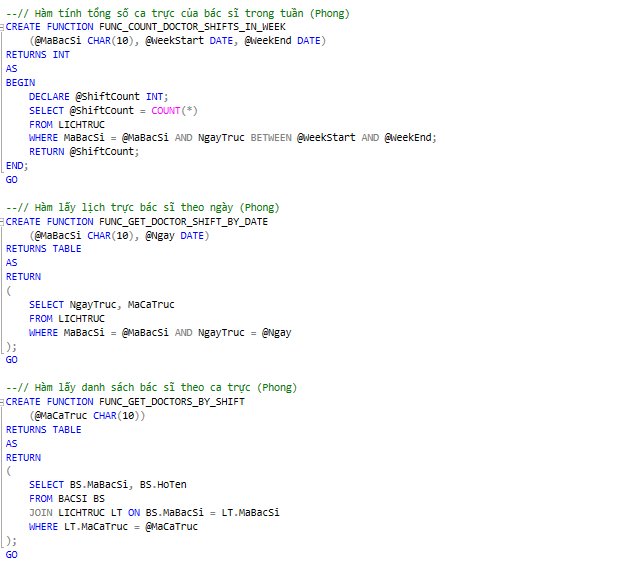 --// Hàm tính tổng số ca trực của bác sĩ trong tuần (Phong)
CREATE FUNCTION FUNC_COUNT_DOCTOR_SHIFTS_IN_WEEK
(@MaBacSi CHAR(10), @WeekStart DATE, @WeekEnd DATE)
RETURNS INT
AS
BEGIN
DECLARE @ShiftCount INT;
SELECT @ShiftCount = COUNT(*)
FROM LICHTRUC
WHERE MaBacSi = @MaBacSi AND NgayTruc BETWEEN @WeekStart AND @WeekEnd;
RETURN @ShiftCount;
END;
GO
--// Hàm lấy lịch trực bác sĩ theo ngày (Phong)
CREATE FUNCTION FUNC_GET_DOCTOR_SHIFT_BY_DATE
(@MaBacSi CHAR(10), @Ngay DATE)
RETURNS TABLE
AS
RETURN
(
SELECT NgayTruc, MaCaTruc
FROM LICHTRUC
WHERE MaBacSi = @MaBacSi AND NgayTruc = @Ngay
);
GO
--// Hàm lấy danh sách bác sĩ theo ca trực (Phong)
CREATE FUNCTION FUNC_GET_DOCTORS_BY_SHIFT
(@MaCaTruc CHAR(10))
RETURNS TABLE
AS
RETURN
(
SELECT BS.MaBacSi, BS.HoTen
FROM BACSI BS
JOIN LICHTRUC LT ON BS.MaBacSi = LT.MaBacSi
WHERE LT.MaCaTruc = @MaCaTruc
);
GO